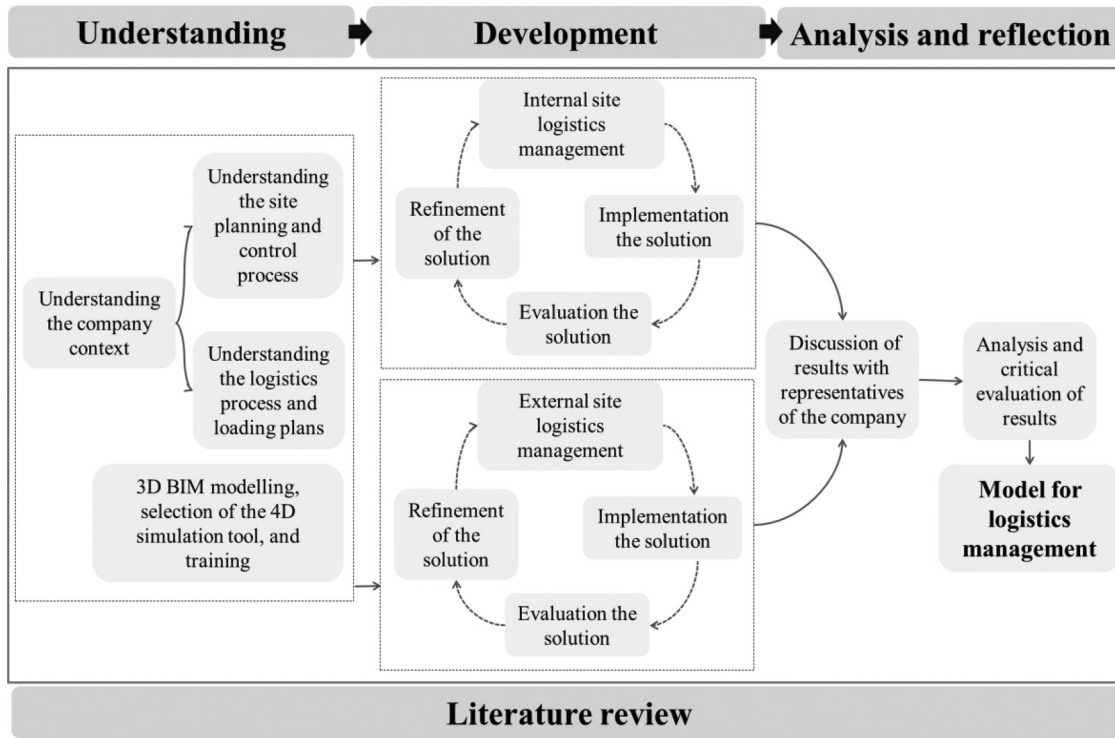 Understanding
Development
Analysis and reflection
Understanding
the company
context
Understanding
the site
planning and
control
process
Understanding
the logistics
process and
loading plans
3D BIM modelling,
selection of the 4D
simulation tool, and
training
Internal site
logistics
management
Implementation
the solution
Evaluation the
solution
Refinement
of the
solution
External site
logistics
management
Implementation
the solution
Evaluation the
solution
Refinement
of the
solution
Discussion of
results with
representatives
of the company
Analysis and
critical
evaluation of
results
Model for
logistics
management
Literature review